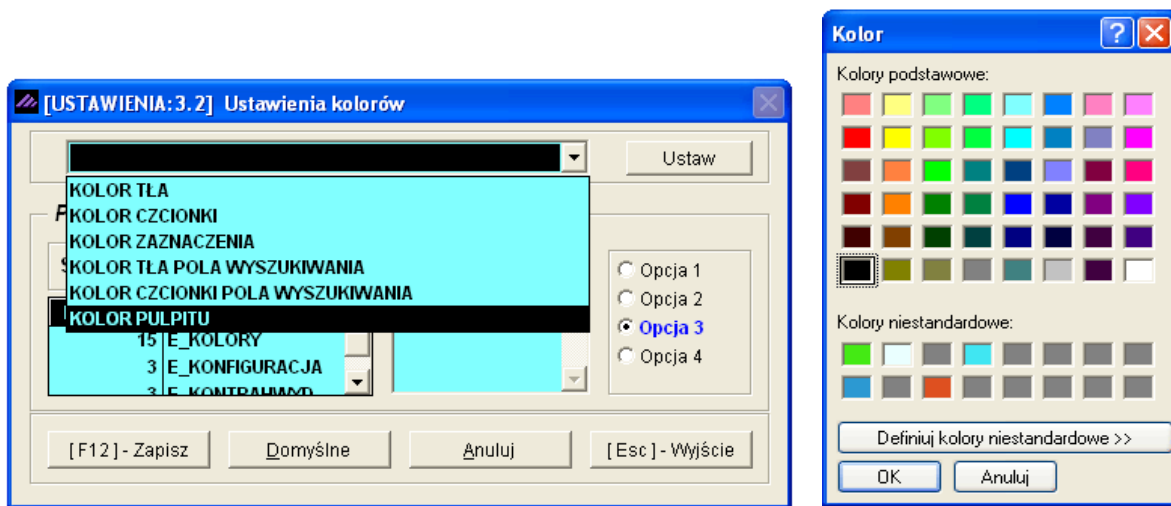 [USTAWIENIA:3.2] Ustawienia kolorów
Ustaw
KOLOR TŁA
KOLOR CZCIONKI
KOLOR ZAZNACZENIA
KOLOR TŁA POLA WYSZUKIWANIA
KOLOR CZCIONKI POLA WYSZUKIWANIA
KOLOR PULPITU
15 E_KOLORY
3 E_KONFIGURACJA
3 E_KONTRAHWYD
Opcja 1
Opcja 2
Opcja 3
Opcja 4
[F12] - Zapisz
Domyślne
Anuluj
[Esc] - Wyjście
Kolor
Kolory podstawowe:
Kolory niestandardowe:
Definiuj kolory niestandardowe >>
OK
Anuluj